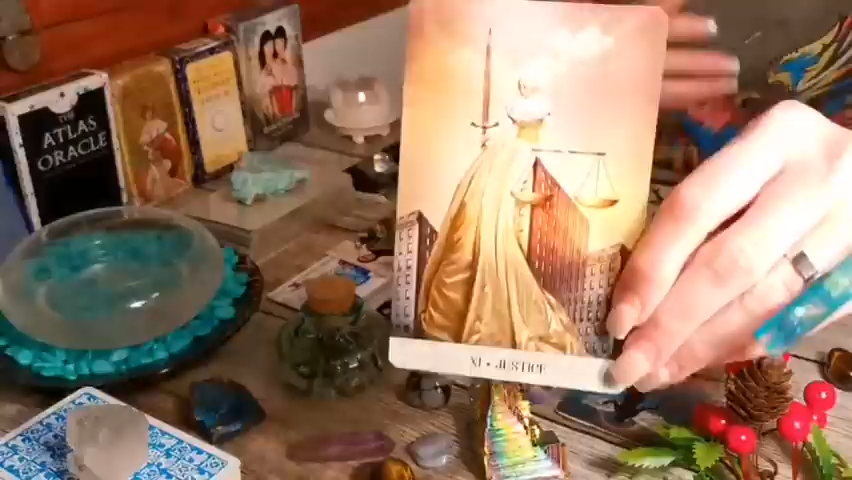 THE
ATLAS
ORACLE
XI • JUSTICE